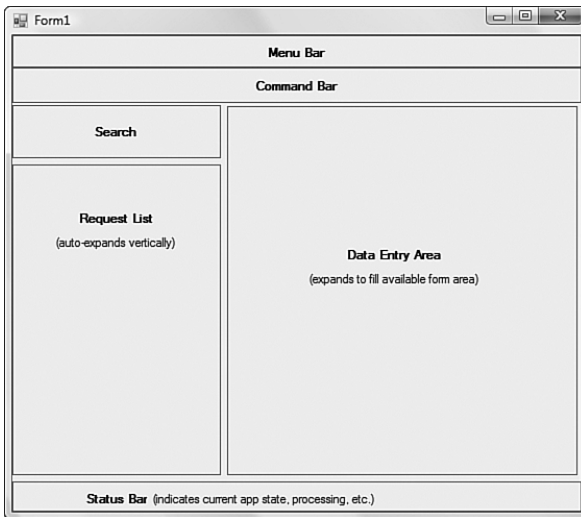 Form1
Menu Bar
Command Bar
Search
Request List
(auto-expands vertically)
Data Entry Area
(expands to fill available form area)
Status Bar (indicates current app state, processing, etc.)